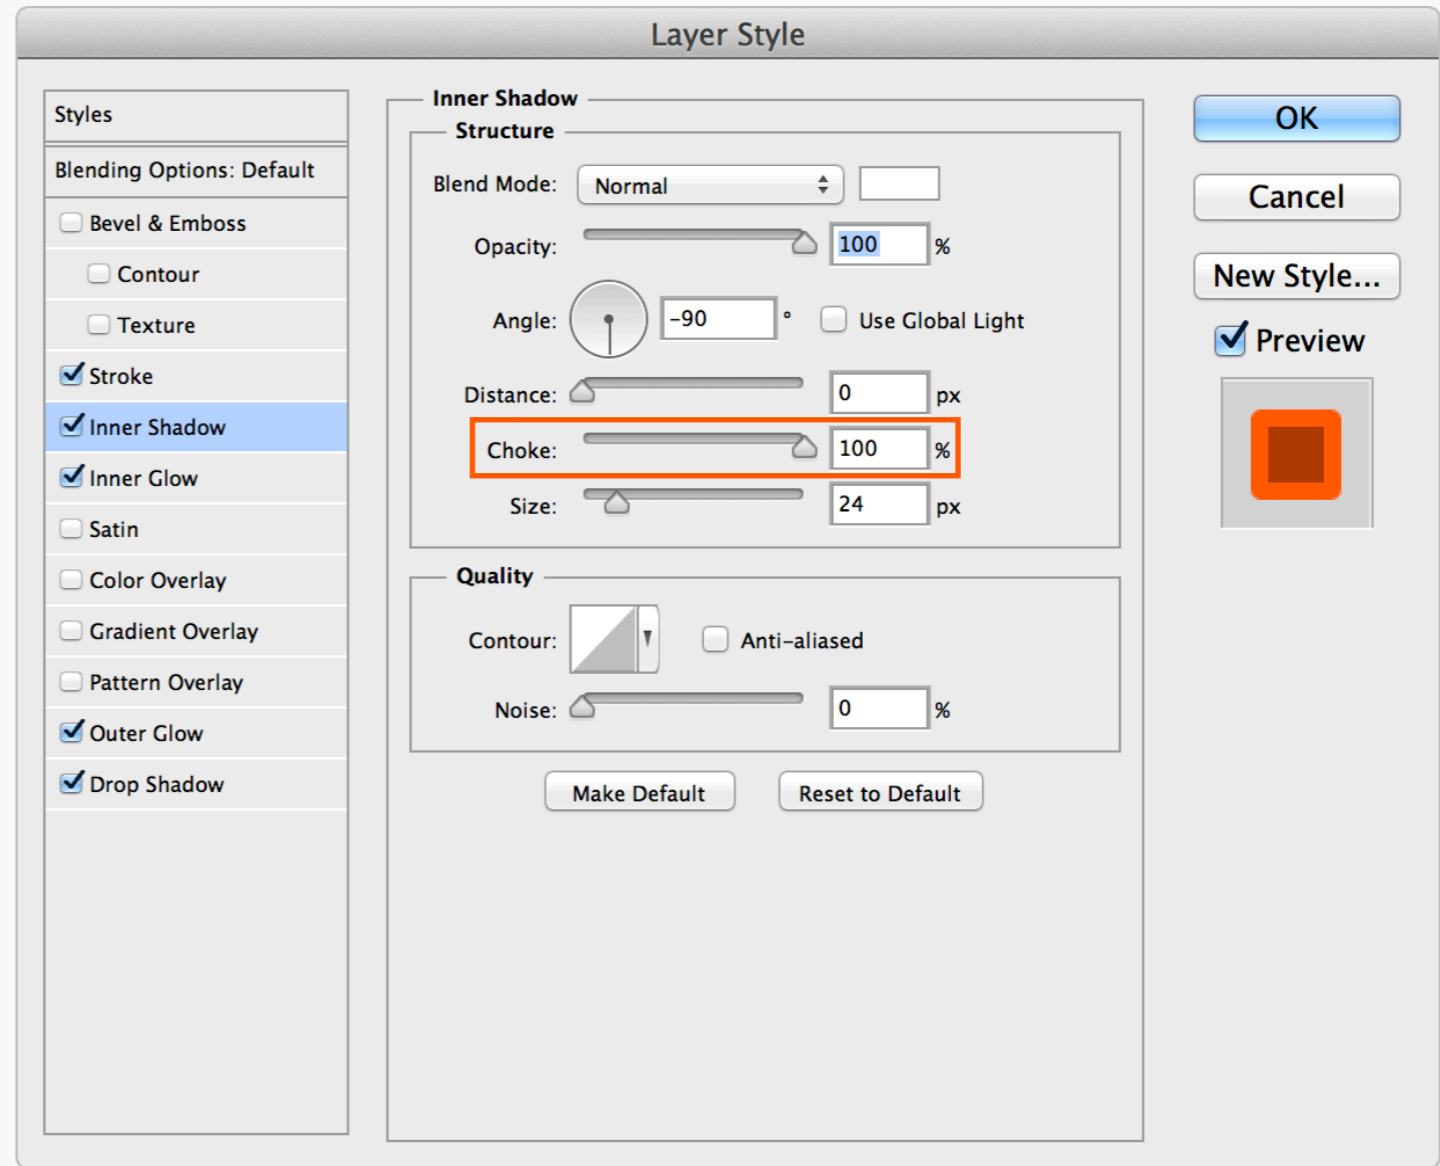 Layer Style
Styles
Blending Options: Default
Bevel & Emboss
Contour
Texture
Stroke
Inner Shadow
Inner Glow
Satin
Color Overlay
Gradient Overlay
Pattern Overlay
Outer Glow
Drop Shadow
Inner Shadow
Structure
Blend Mode: Normal
Opacity: 100 %
Angle: -90 ° Use Global Light
Distance: 0 px
Choke: 100 %
Size: 24 px
Quality
Contour: Anti-aliased
Noise: 0 %
Make Default Reset to Default
OK
Cancel
New Style...
Preview